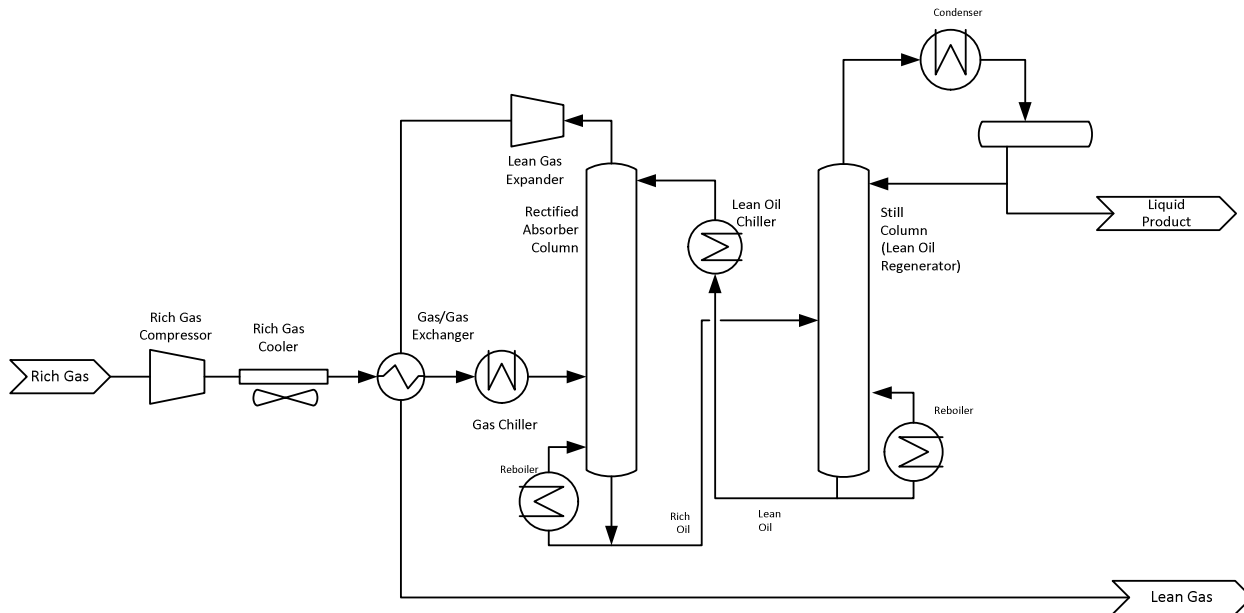 Condenser
Lean Gas
Expander
Rectified
Absorber
Column
Lean Oil
Chiller
Still
Column
(Lean Oil
Regenerator)
Liquid
Product
Rich Gas
Rich Gas
Compressor
Rich Gas
Cooler
Gas/Gas
Exchanger
Gas Chiller
Reboiler
Reboiler
Rich
Oil
Lean
Oil
Lean Gas